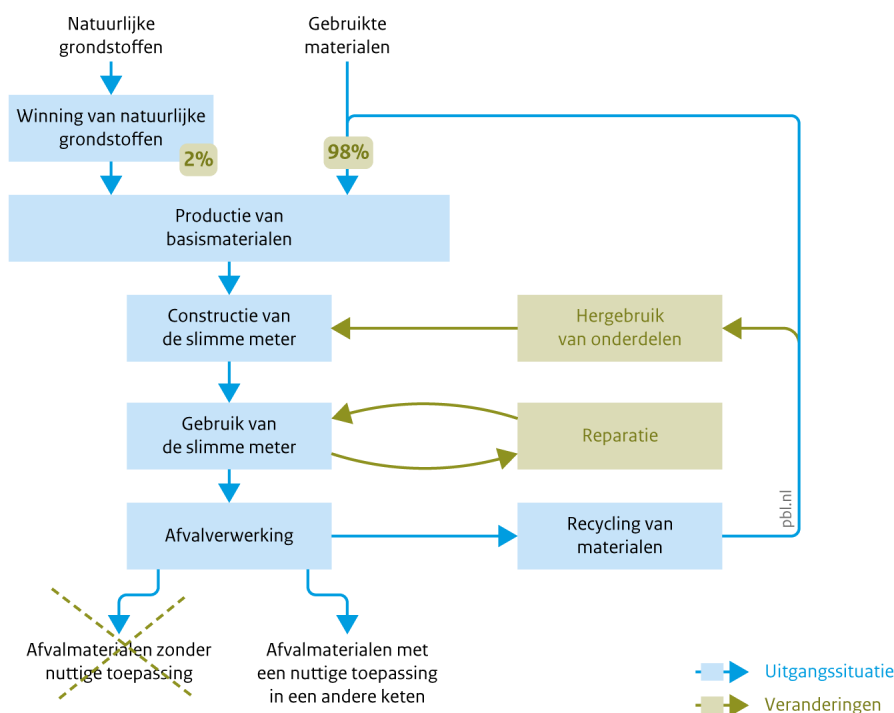 Natuurlijke
grondstoffen
Gebruikte
materialen
Winning van natuurlijke
grondstoffen
2%
98%
Productie van
basismaterialen
Constructie van
de slimme meter
Hergebruik
van onderdelen
Gebruik van
de slimme meter
Reparatie
Afvalverwerking
Recycling van
materialen
pbl.nl
Afvalmaterialen zonder
nuttige toepassing
Afvalmaterialen met
een nuttige toepassing
in een andere keten
Uitgangssituatie
Veranderingen